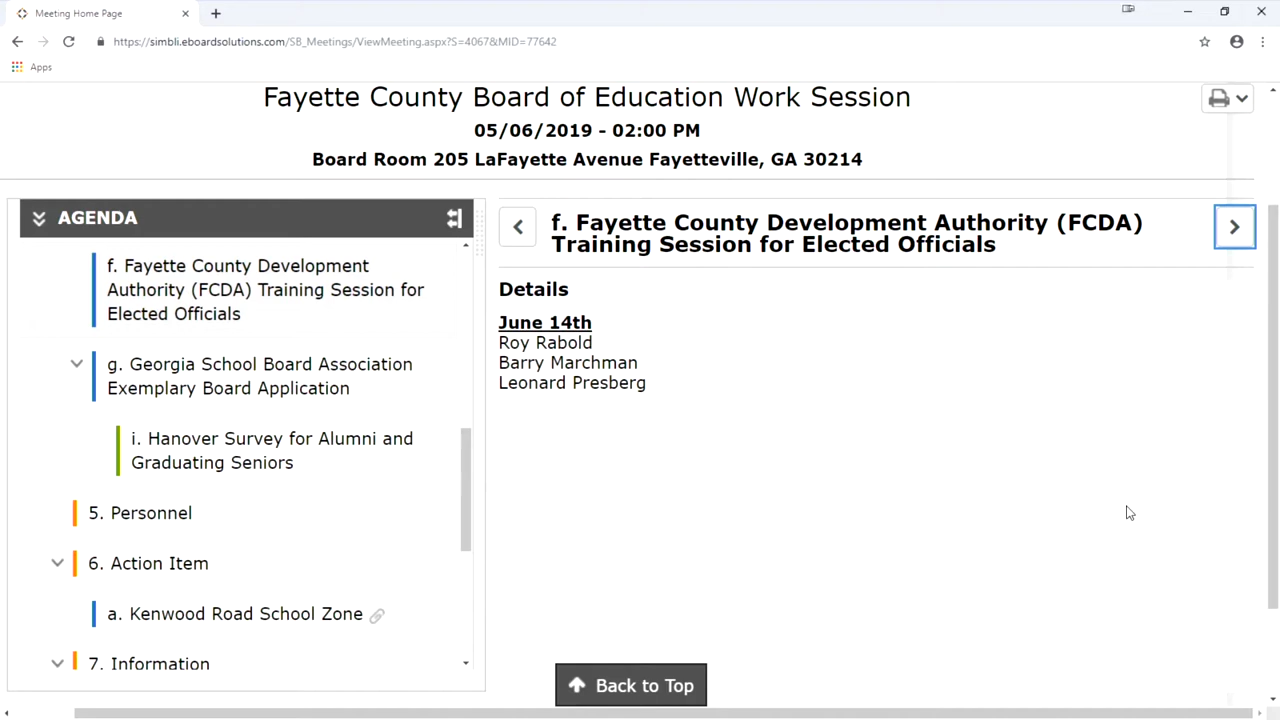 Meeting Home Page
https://simbli.eboardsolutions.com/SB_Meetings/ViewMeeting.aspx?S=4067&MID=77642
Apps
Fayette County Board of Education Work Session
05/06/2019 - 02:00 PM
Board Room 205 LaFayette Avenue Fayetteville, GA 30214
AGENDA
f. Fayette County Development
Authority (FCDA) Training Session for
Elected Officials
g. Georgia School Board Association
Exemplary Board Application
i. Hanover Survey for Alumni and
Graduating Seniors
5. Personnel
6. Action Item
a. Kenwood Road School Zone
7. Information
f. Fayette County Development Authority (FCDA)
Training Session for Elected Officials
Details
June 14th
Roy Rabold
Barry Marchman
Leonard Presberg
Back to Top